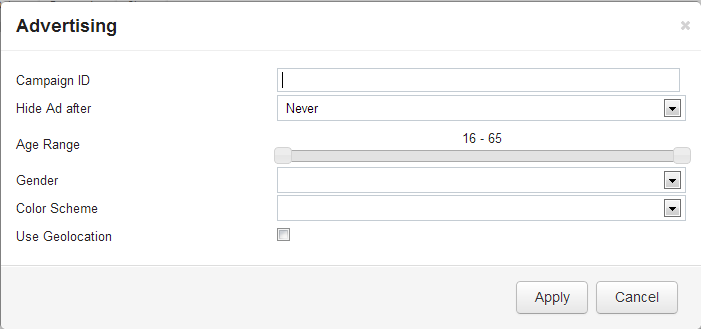 Advertising
Campaign ID
Hide Ad after Never
Age Range 16 - 65
Gender
Color Scheme
Use Geolocation
Apply Cancel